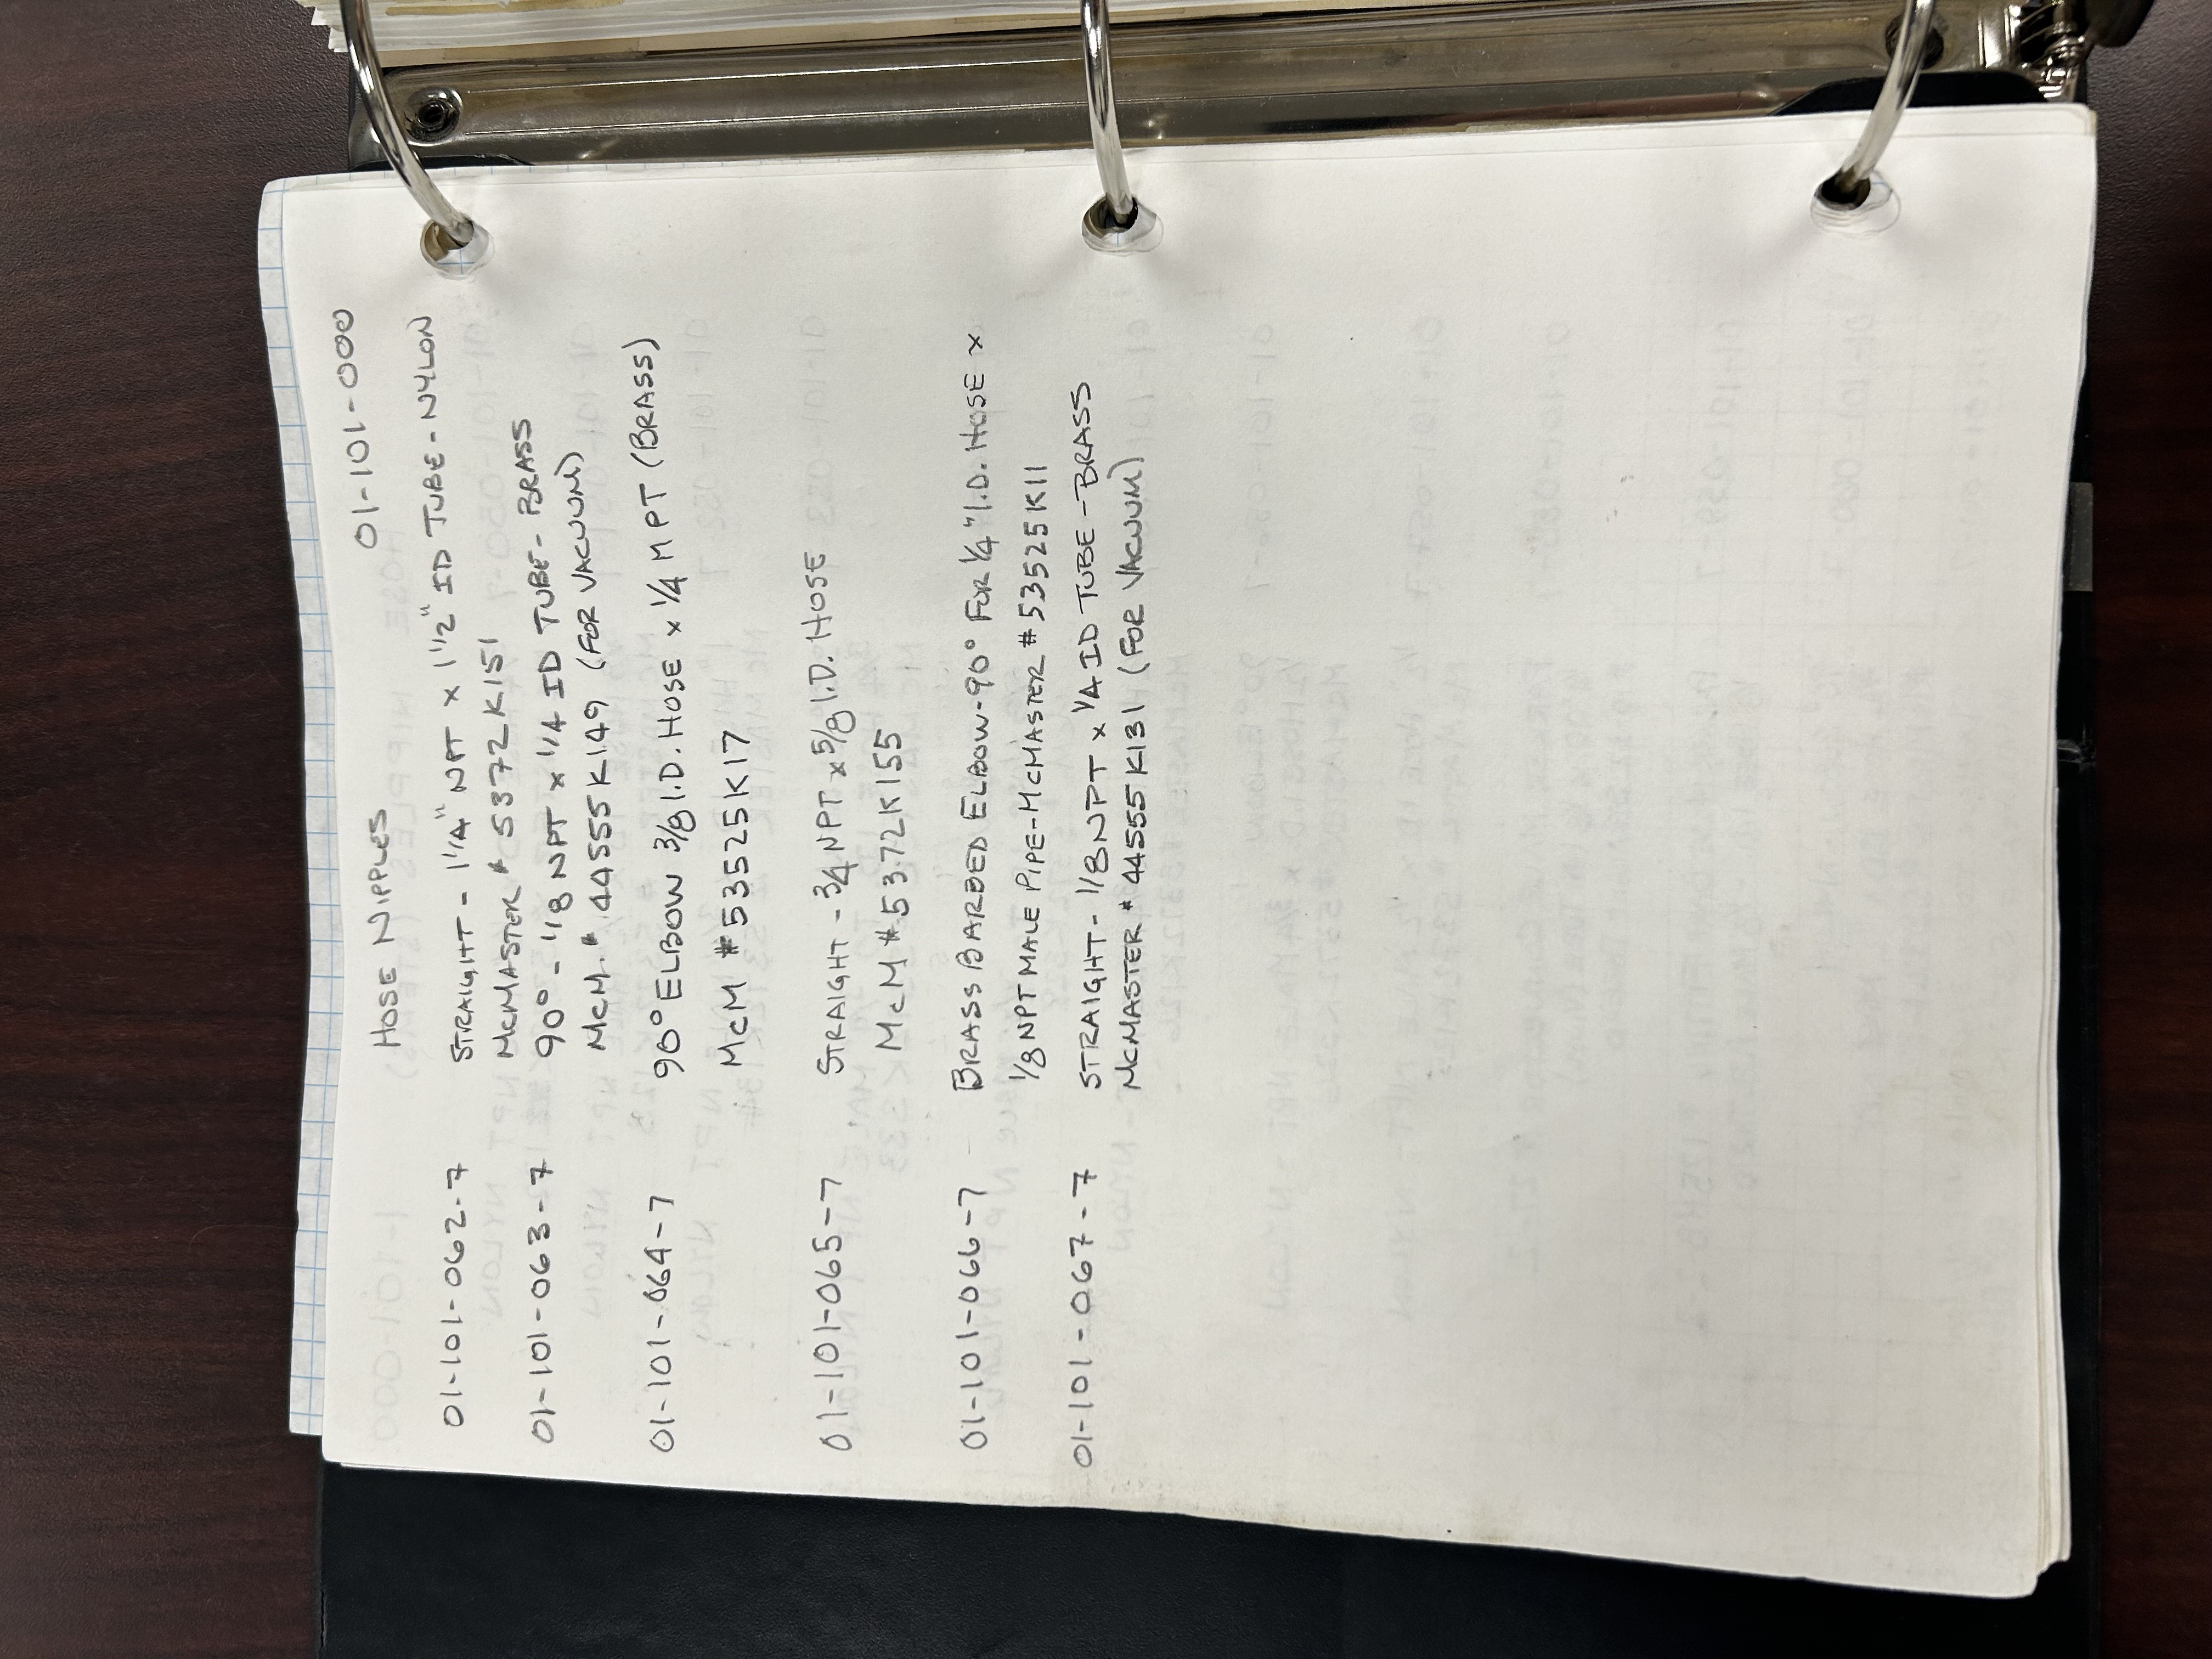 HOSE NIPPLES 01-101-000
01-101-062-7 STRAIGHT - 1 1/4" NPT x 1 1/2" ID TUBE - NYLON
McMASTER # 5372K151
01-101-063-7 90° - 1/8 NPT x 1/4 ID TUBE - BRASS
McM. # 44555K149 (FOR VACUUM)
01-101-064-7 90° ELBOW 3/8 I.D. HOSE x 1/4 MPT (BRASS)
McM #53525K17
01-101-065-7 STRAIGHT - 3/4 NPT x 5/8 I.D. HOSE
McM #5372K155
01-101-066-7 BRASS BARBED ELBOW - 90° FOR 1/4" I.D. HOSE x
1/8 NPT MALE PIPE - McMASTER #53525K11
01-101-067-7 STRAIGHT - 1/8 NPT x 1/4 ID TUBE - BRASS
McMASTER # 44555K131 (FOR VACUUM)